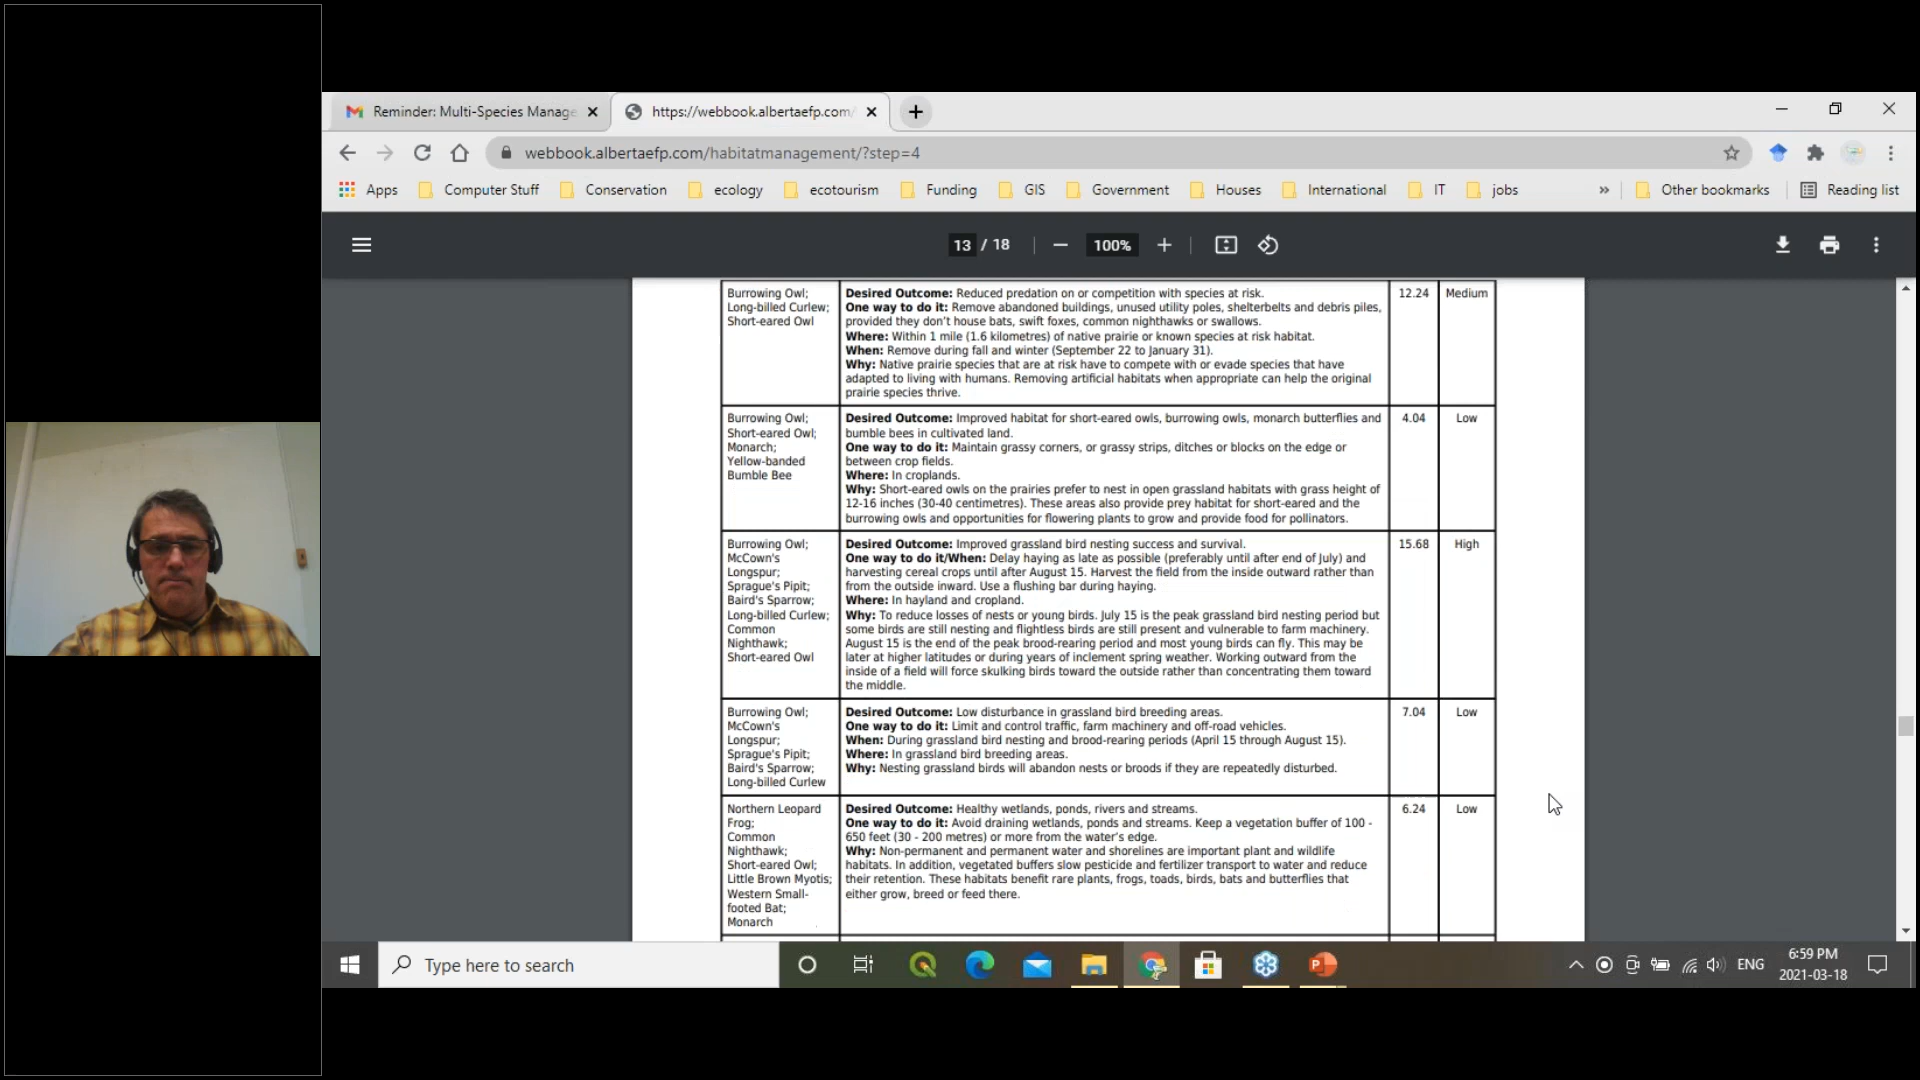 Reminder: Multi-Species Manage
https://webbook.albertaefp.com/
webbook.albertaefp.com/habitatmanagement/?step=4
Apps Computer Stuff Conservation ecology ecotourism Funding GIS Government Houses International IT jobs » Other bookmarks Reading list
13 / 18 100%
Burrowing Owl;
Long-billed Curlew;
Short-eared Owl
Desired Outcome: Reduced predation on or competition with species at risk.
One way to do it: Remove abandoned buildings, unused utility poles, shelterbelts and debris piles,
provided they don't house bats, swift foxes, common nighthawks or swallows.
Where: Within 1 mile (1.6 kilometres) of native prairie or known species at risk habitat.
When: Remove during fall and winter (September 22 to January 31).
Why: Native prairie species that are at risk have to compete with or evade species that have
adapted to living with humans. Removing artificial habitats when appropriate can help the original
prairie species thrive.
12.24
Medium
Burrowing Owl;
Short-eared Owl;
Monarch;
Yellow-banded
Bumble Bee
Desired Outcome: Improved habitat for short-eared owls, burrowing owls, monarch butterflies and
bumble bees in cultivated land.
One way to do it: Maintain grassy corners, or grassy strips, ditches or blocks on the edge or
between crop fields.
Where: In croplands.
Why: Short-eared owls on the prairies prefer to nest in open grassland habitats with grass height of
12-16 inches (30-40 centimetres). These areas also provide prey habitat for short-eared and the
burrowing owls and opportunities for flowering plants to grow and provide food for pollinators.
4.04
Low
Burrowing Owl;
McCown's
Longspur;
Sprague's Pipit;
Baird's Sparrow;
Long-billed Curlew;
Common
Nighthawk;
Short-eared Owl
Desired Outcome: Improved grassland bird nesting success and survival.
One way to do it/When: Delay haying as late as possible (preferably until after end of July) and
harvesting cereal crops until after August 15. Harvest the field from the inside outward rather than
from the outside inward. Use a flushing bar during haying.
Where: In hayland and cropland.
Why: To reduce losses of nests or young birds. July 15 is the peak grassland bird nesting period but
some birds are still nesting and flightless birds are still present and vulnerable to farm machinery.
August 15 is the end of the peak brood-rearing period and most young birds can fly. This may be
later at higher latitudes or during years of inclement spring weather. Working outward from the
inside of a field will force skulking birds toward the outside rather than concentrating them toward
the middle.
15.68
High
Burrowing Owl;
McCown's
Longspur;
Sprague's Pipit;
Baird's Sparrow;
Long-billed Curlew
Desired Outcome: Low disturbance in grassland bird breeding areas.
One way to do it: Limit and control traffic, farm machinery and off-road vehicles.
When: During grassland bird nesting and brood-rearing periods (April 15 through August 15).
Where: In grassland bird breeding areas.
Why: Nesting grassland birds will abandon nests or broods if they are repeatedly disturbed.
7.04
Low
Northern Leopard
Frog;
Common
Nighthawk;
Short-eared Owl;
Little Brown Myotis;
Western Small-
footed Bat;
Monarch
Desired Outcome: Healthy wetlands, ponds, rivers and streams.
One way to do it: Avoid draining wetlands, ponds and streams. Keep a vegetation buffer of 100 -
650 feet (30 - 200 metres) or more from the water's edge.
Why: Non-permanent and permanent water and shorelines are important plant and wildlife
habitats. In addition, vegetated buffers slow pesticide and fertilizer transport to water and reduce
their retention. These habitats benefit rare plants, frogs, toads, birds, bats and butterflies that
either grow, breed or feed there.
6.24
Low
Type here to search
ENG
6:59 PM
2021-03-18